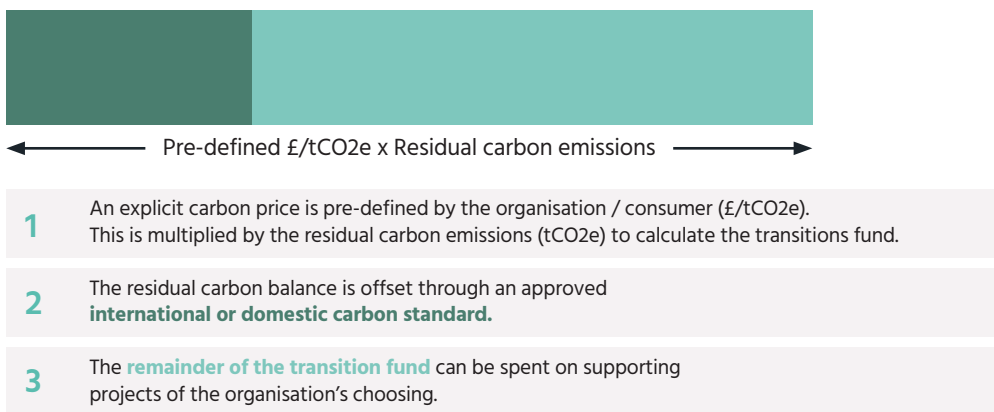 Pre-defined £/tCO2e x Residual carbon emissions
1
An explicit carbon price is pre-defined by the organisation / consumer (£/tCO2e).
This is multiplied by the residual carbon emissions (tCO2e) to calculate the transitions fund.
2
The residual carbon balance is offset through an approved
international or domestic carbon standard.
3
The remainder of the transition fund can be spent on supporting
projects of the organisation’s choosing.